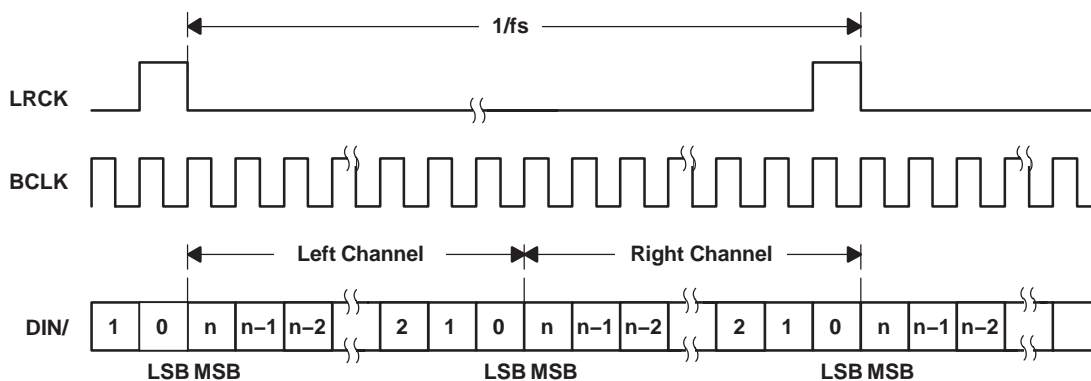 1/fs
LRCK
BCLK
Left Channel Right Channel
DIN/ 1 0 n n–1 n–2 2 1 0 n n–1 n–2 2 1 0 n n–1 n–2
LSB MSB LSB MSB LSB MSB